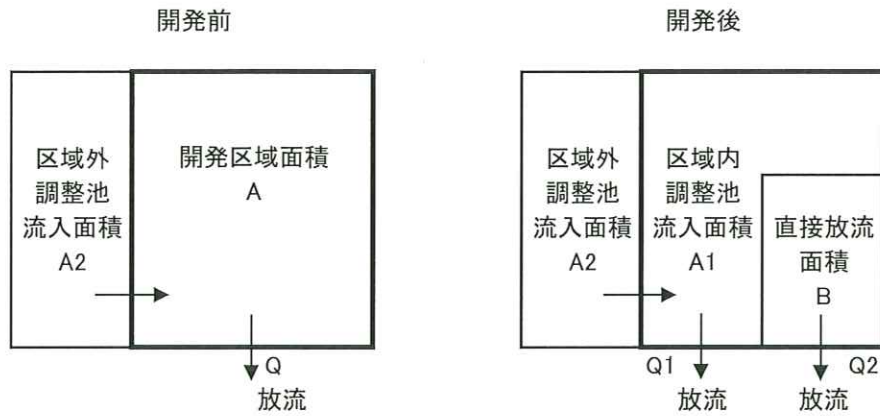 開発前
区域外
調整池
流入面積
A2
開発区域面積
A
Q
放流
開発後
区域外
調整池
流入面積
A2
区域内
調整池
流入面積
A1
直接放流
面積
B
Q1
放流
Q2
放流